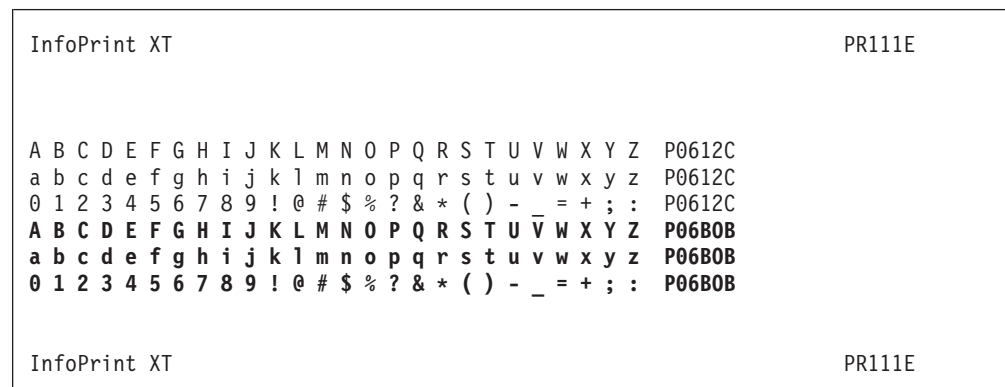 InfoPrint XT PR111E
A B C D E F G H I J K L M N O P Q R S T U V W X Y Z P0612C
a b c d e f g h i j k l m n o p q r s t u v w x y z P0612C
0 1 2 3 4 5 6 7 8 9 ! @ # $ % ? & * ( ) - _ = + ; : P0612C
A B C D E F G H I J K L M N O P Q R S T U V W X Y Z P06BOB
a b c d e f g h i j k l m n o p q r s t u v w x y z P06BOB
0 1 2 3 4 5 6 7 8 9 ! @ # $ % ? & * ( ) - _ = + ; : P06BOB
InfoPrint XT PR111E